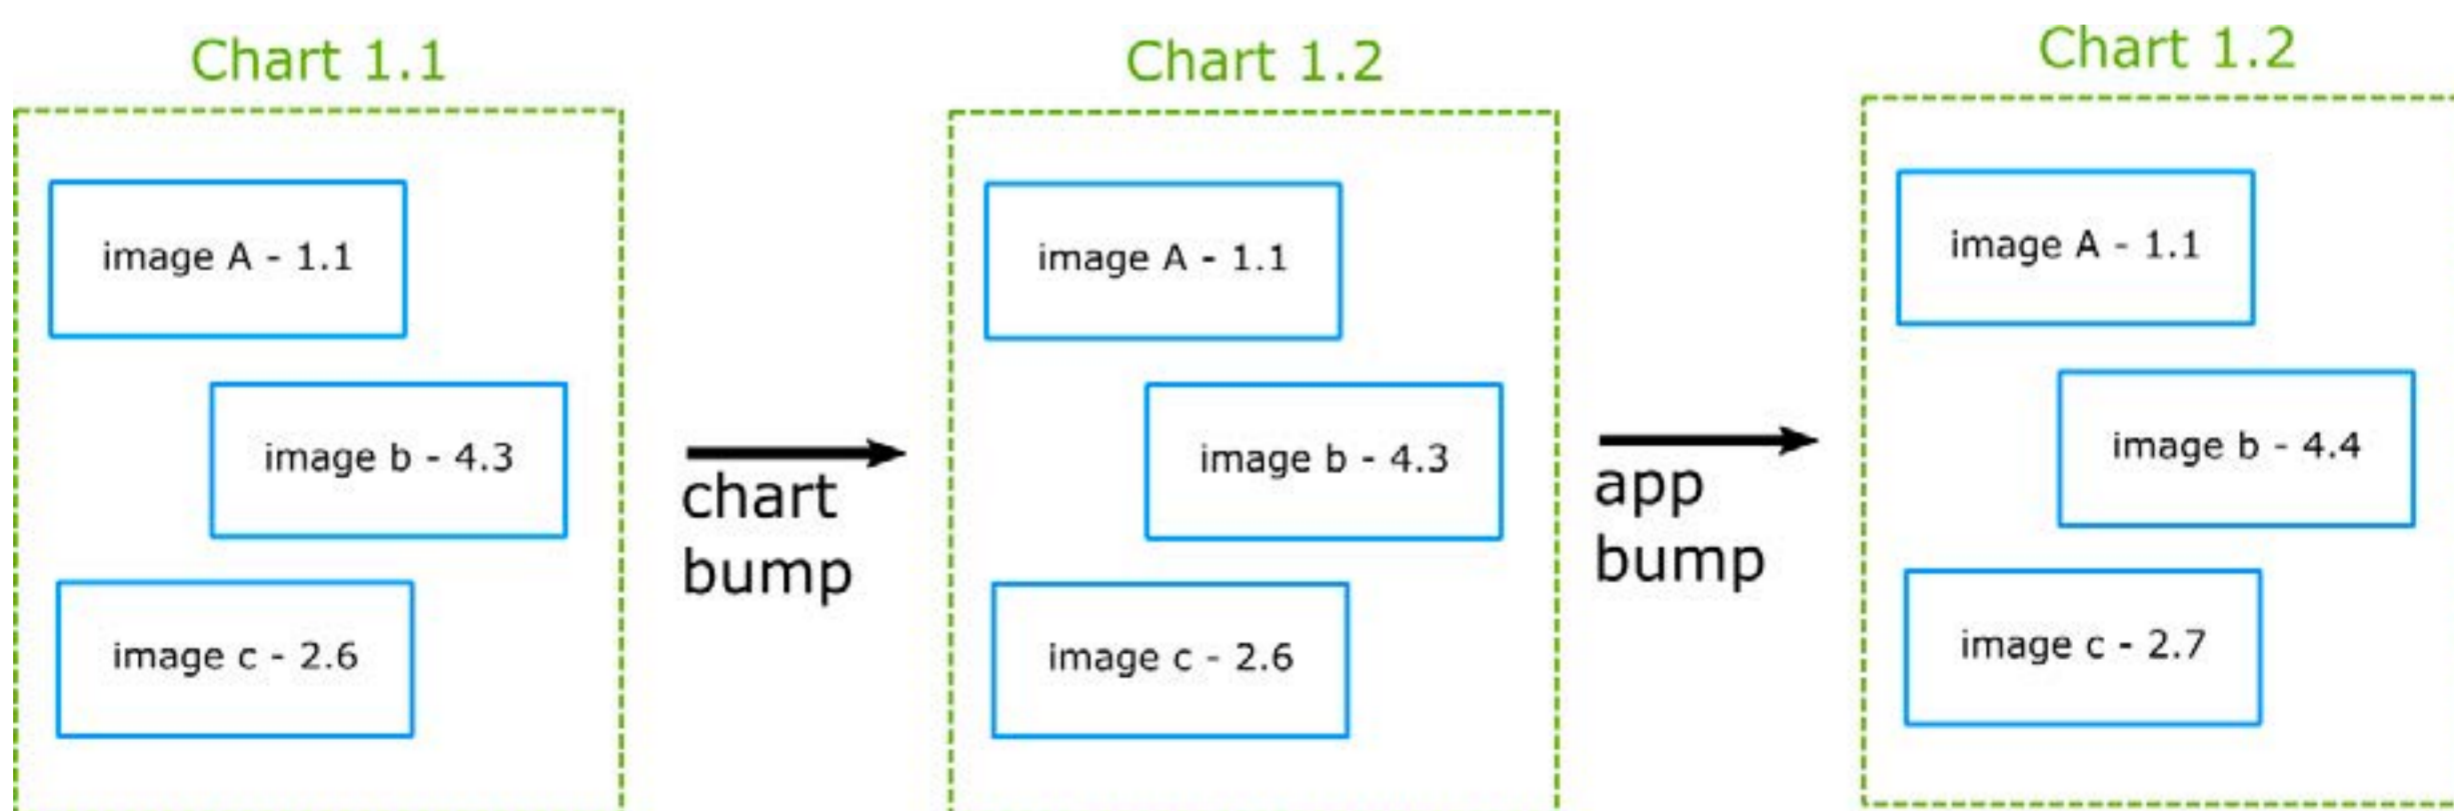 Chart 1.1
image A - 1.1
image b - 4.3
image c - 2.6
chart
bump
Chart 1.2
image A - 1.1
image b - 4.3
image c - 2.6
app
bump
Chart 1.2
image A - 1.1
image b - 4.4
image c - 2.7